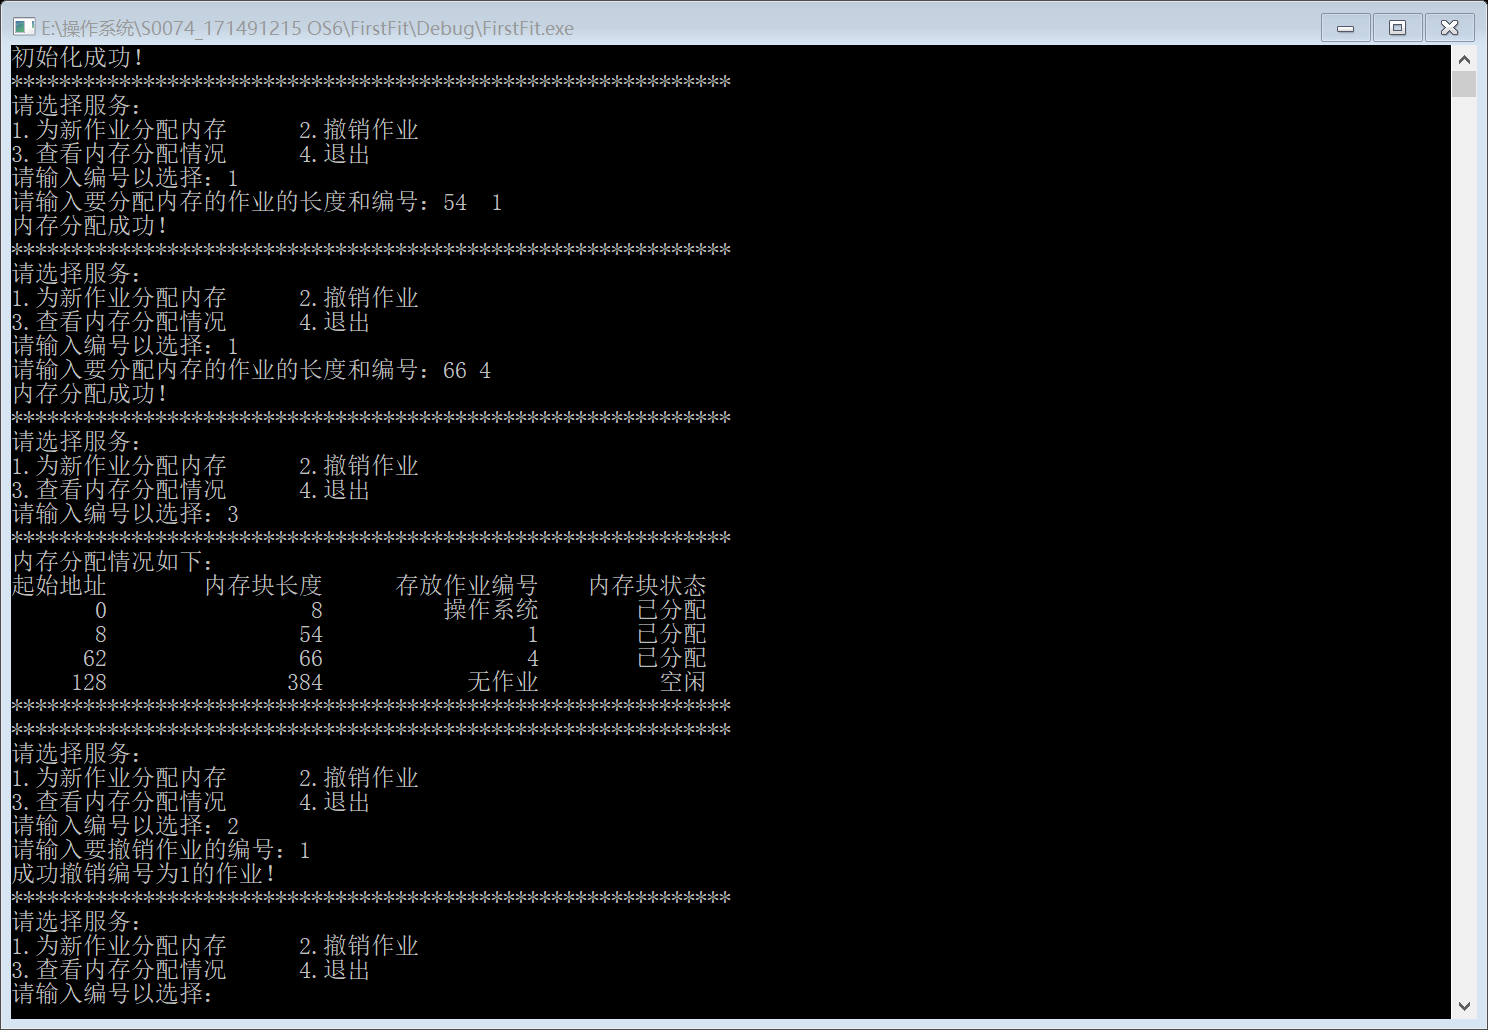 E:\操作系统\S0074_171491215 OS6\FirstFit\Debug\FirstFit.exe
初始化成功!
************************************************************
请选择服务:
1.为新作业分配内存      2.撤销作业
3.查看内存分配情况      4.退出
请输入编号以选择: 1
请输入要分配内存的作业的长度和编号: 54  1
内存分配成功!
************************************************************
请选择服务:
1.为新作业分配内存      2.撤销作业
3.查看内存分配情况      4.退出
请输入编号以选择: 1
请输入要分配内存的作业的长度和编号: 66 4
内存分配成功!
************************************************************
请选择服务:
1.为新作业分配内存      2.撤销作业
3.查看内存分配情况      4.退出
请输入编号以选择: 3
************************************************************
内存分配情况如下:
起始地址        内存块长度      存放作业编号    内存块状态
0                 8          操作系统        已分配
8                54                 1        已分配
62                66                 4        已分配
128               384            无作业          空闲
************************************************************
************************************************************
请选择服务:
1.为新作业分配内存      2.撤销作业
3.查看内存分配情况      4.退出
请输入编号以选择: 2
请输入要撤销作业的编号: 1
成功撤销编号为1的作业!
************************************************************
请选择服务:
1.为新作业分配内存      2.撤销作业
3.查看内存分配情况      4.退出
请输入编号以选择: